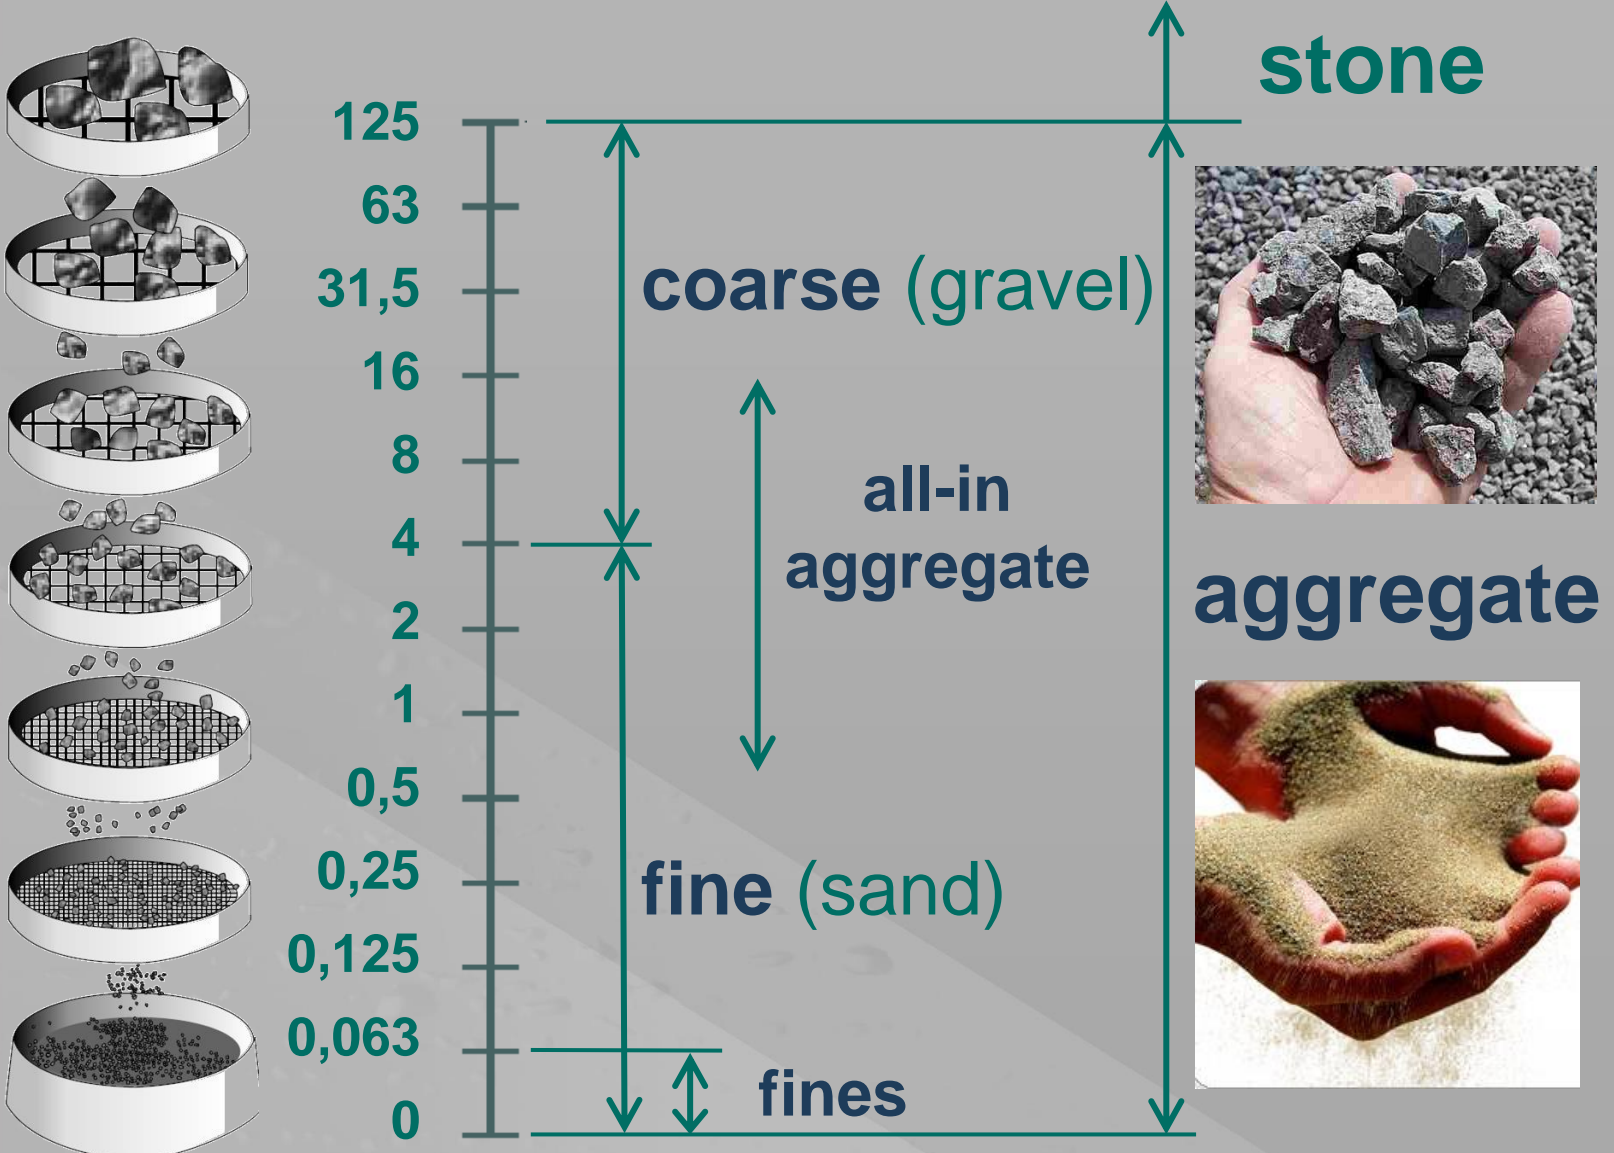 stone
125
63
31,5
coarse (gravel)
16
8
all-in
aggregate
4
aggregate
2
1
0,5
0,25
fine (sand)
0,125
0,063
fines
0